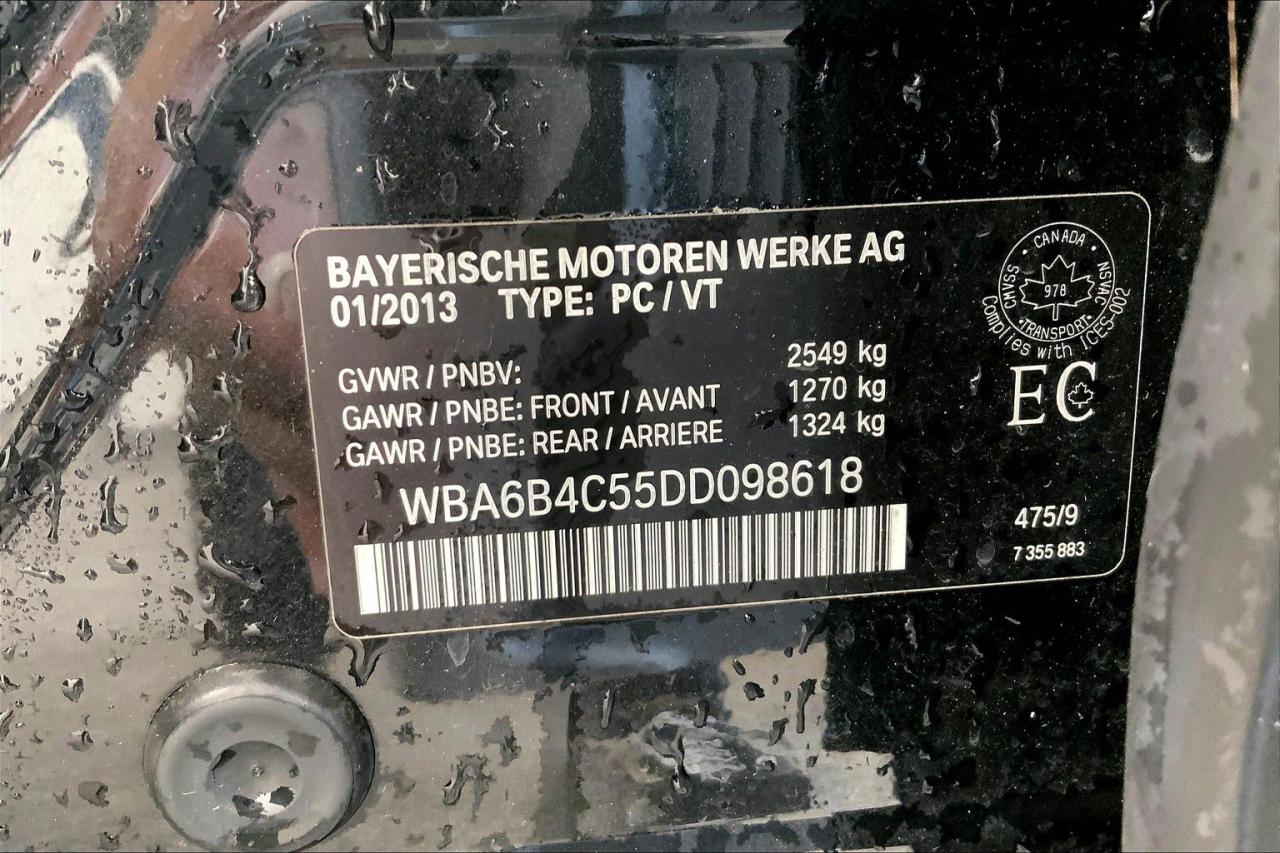 BAYERISCHE MOTOREN WERKE AG
01/2013 TYPE: PC / VT
GVWR / PNBV: 2549 kg
GAWR / PNBE: FRONT / AVANT 1270 kg
GAWR / PNBE: REAR / ARRIERE 1324 kg
WBA6B4C55DD098618
· CANADA ·
CMVSS NSVAC
978
· TRANSPORT ·
Complies with ICES-002
EC
475/9
7 355 883